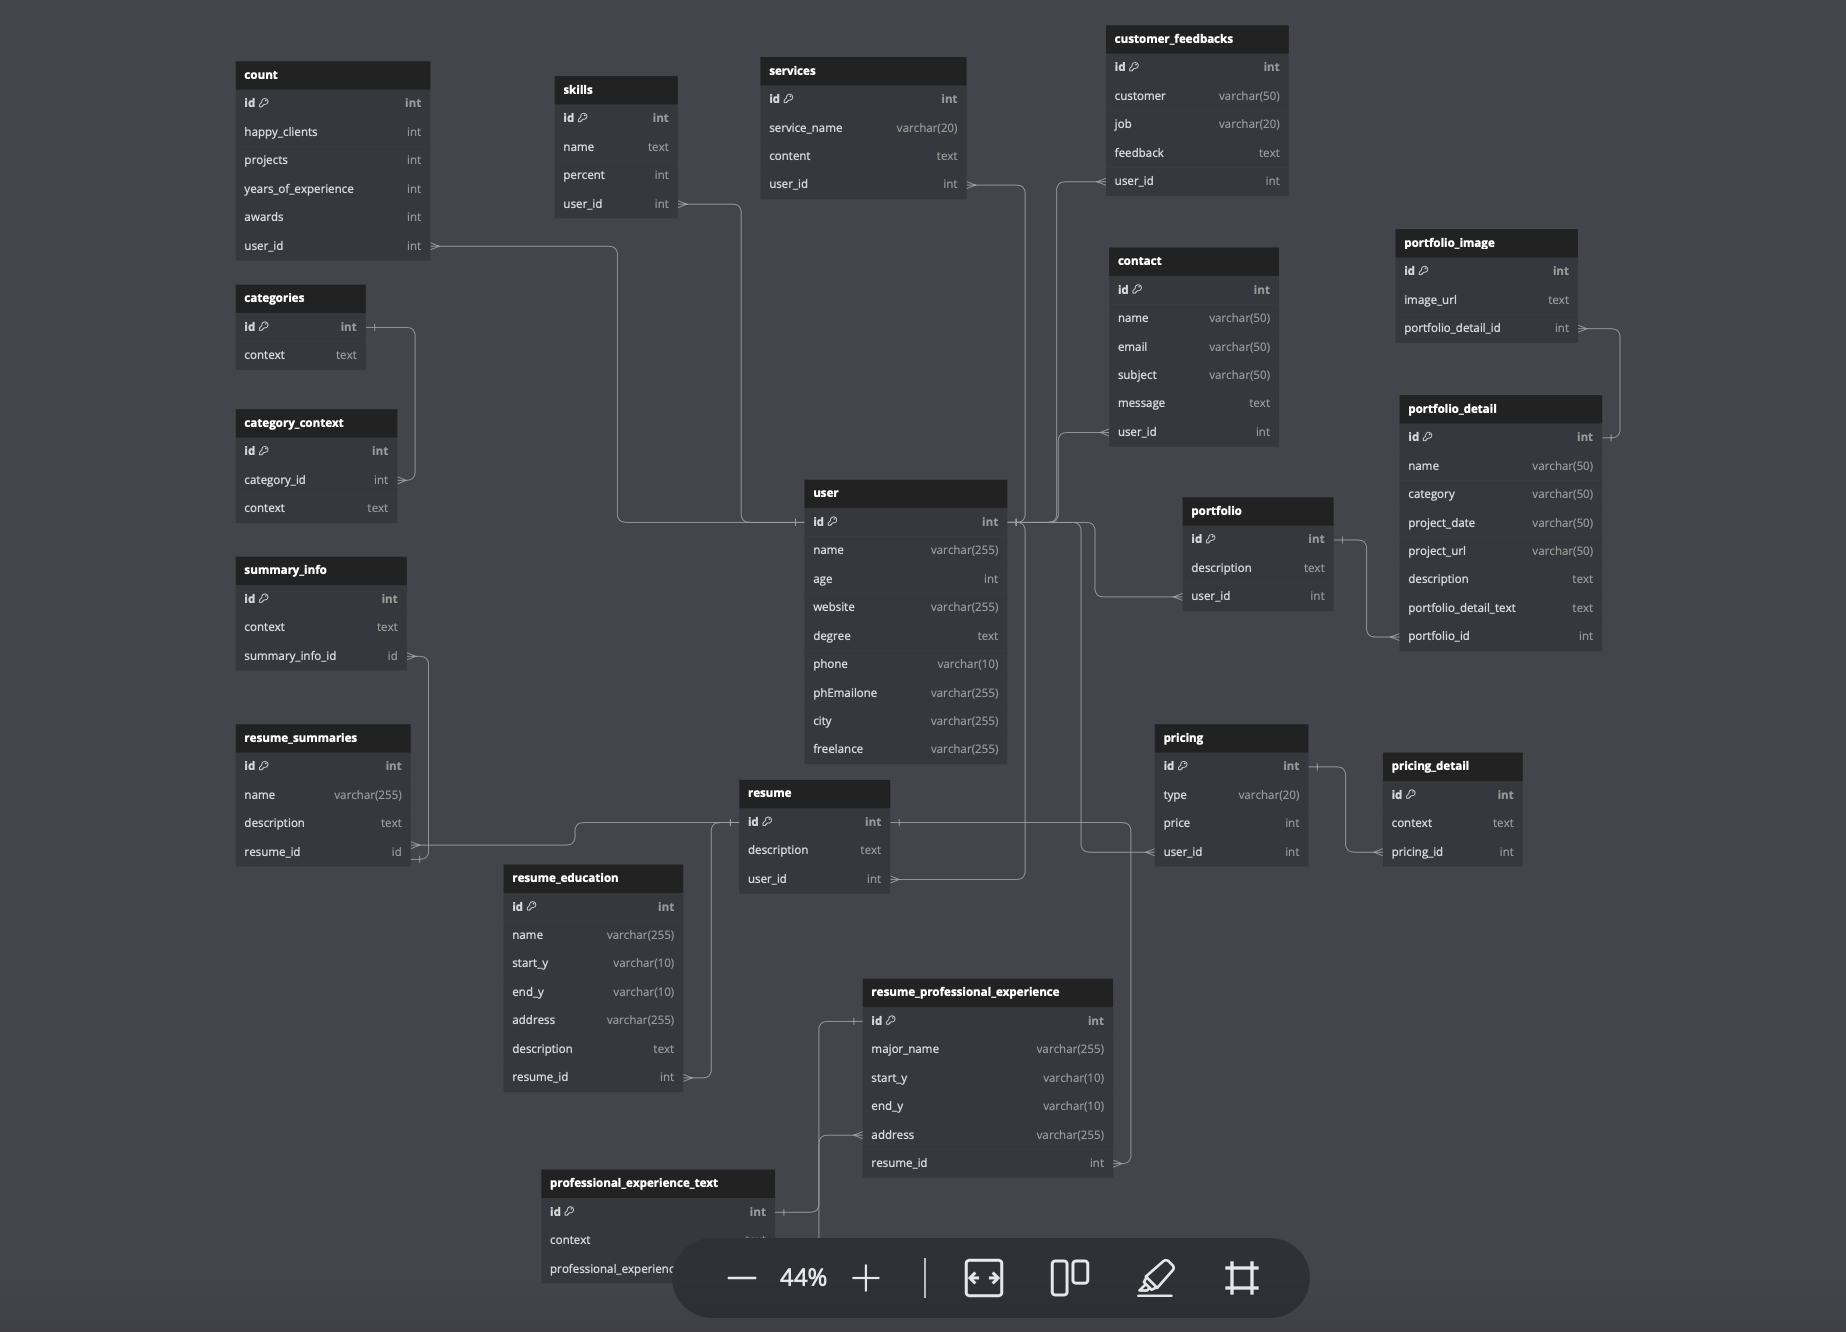 count
id int
happy_clients int
projects int
years_of_experience int
awards int
user_id int
categories
id int
context text
category_context
id int
category_id int
context text
summary_info
id int
context text
summary_info_id id
resume_summaries
id int
name varchar(255)
description text
resume_id id
skills
id int
name text
percent int
user_id int
services
id int
service_name varchar(20)
content text
user_id int
user
id int
name varchar(255)
age int
website varchar(255)
degree text
phone varchar(10)
phEmailone varchar(255)
city varchar(255)
freelance varchar(255)
resume
id int
description text
user_id int
resume_education
id int
name varchar(255)
start_y varchar(10)
end_y varchar(10)
address varchar(255)
description text
resume_id int
resume_professional_experience
id int
major_name varchar(255)
start_y varchar(10)
end_y varchar(10)
address varchar(255)
resume_id int
professional_experience_text
id int
context
professional_experienc
customer_feedbacks
id int
customer varchar(50)
job varchar(20)
feedback text
user_id int
contact
id int
name varchar(50)
email varchar(50)
subject varchar(50)
message text
user_id int
portfolio
id int
description text
user_id int
portfolio_image
id int
image_url text
portfolio_detail_id int
portfolio_detail
id int
name varchar(50)
category varchar(50)
project_date varchar(50)
project_url varchar(50)
description text
portfolio_detail_text text
portfolio_id int
pricing
id int
type varchar(20)
price int
user_id int
pricing_detail
id int
context text
pricing_id int
44%